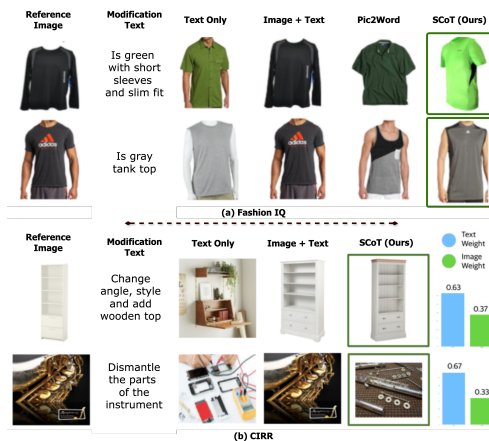 Reference Image
Modification Text
Text Only
Image + Text
Pic2Word
SCoT (Ours)
Is green
with short
sleeves
and slim fit
adidas
adidas
Is gray
tank top
(a) Fashion IQ
Reference Image
Modification Text
Text Only
Image + Text
SCoT (Ours)
Text Weight
Image Weight
Change
angle, style
and add
wooden top
0.63
0.37
Dismantle
the parts
of the
instrument
0.67
0.33
(b) CIRR